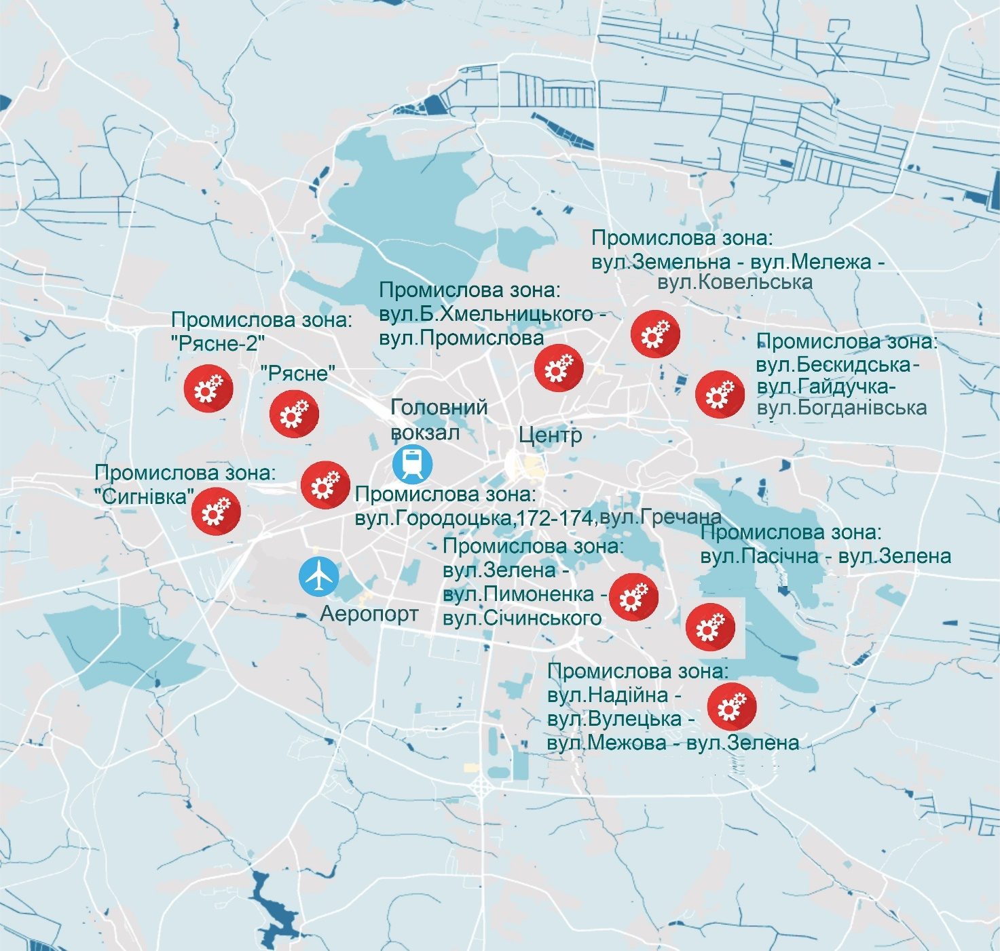 Промислова зона:
вул.Земельна - вул.Мележа -
вул.Ковельська
Промислова зона:
вул.Б.Хмельницького -
вул.Промислова
Промислова зона:
"Рясне-2"
"Рясне"
Промислова зона:
вул.Бескидська-
вул.Гайдучка-
вул.Богданівська
Головний
вокзал
Центр
Промислова зона:
"Сигнівка"
Промислова зона:
вул.Городоцька,172-174,вул.Гречана
Промислова зона:
вул.Пасічна - вул.Зелена
Промислова зона:
вул.Зелена -
вул.Пимоненка -
вул.Січинського
Аеропорт
Промислова зона:
вул.Надійна -
вул.Вулецька -
вул.Межова - вул.Зелена